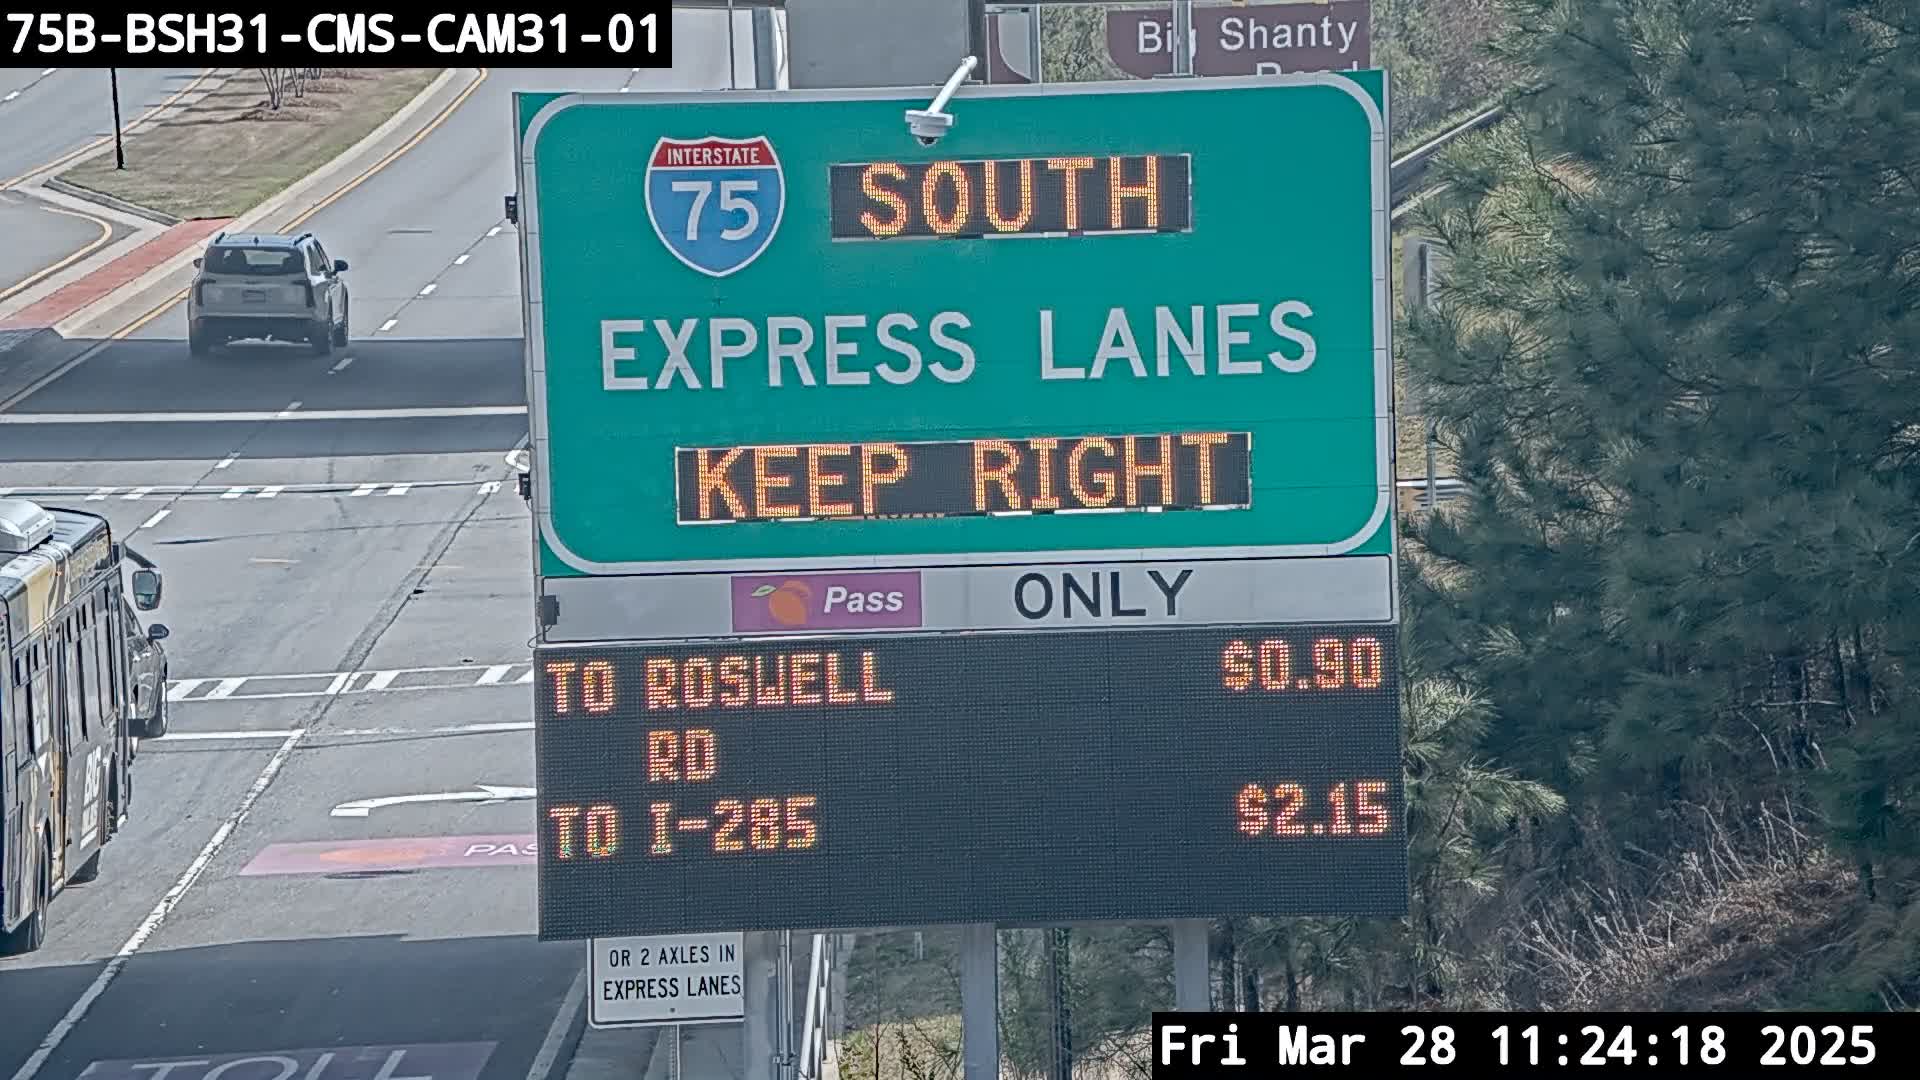 75B-BSH31-CMS-CAM31-01
Big Shanty
Road
INTERSTATE
75
SOUTH
EXPRESS LANES
KEEP RIGHT
Pass
ONLY
TO ROSWELL $0.90
RD
TO I-285 $2.15
PAS
OR 2 AXLES IN
EXPRESS LANES
TOLL
Fri Mar 28 11:24:18 2025